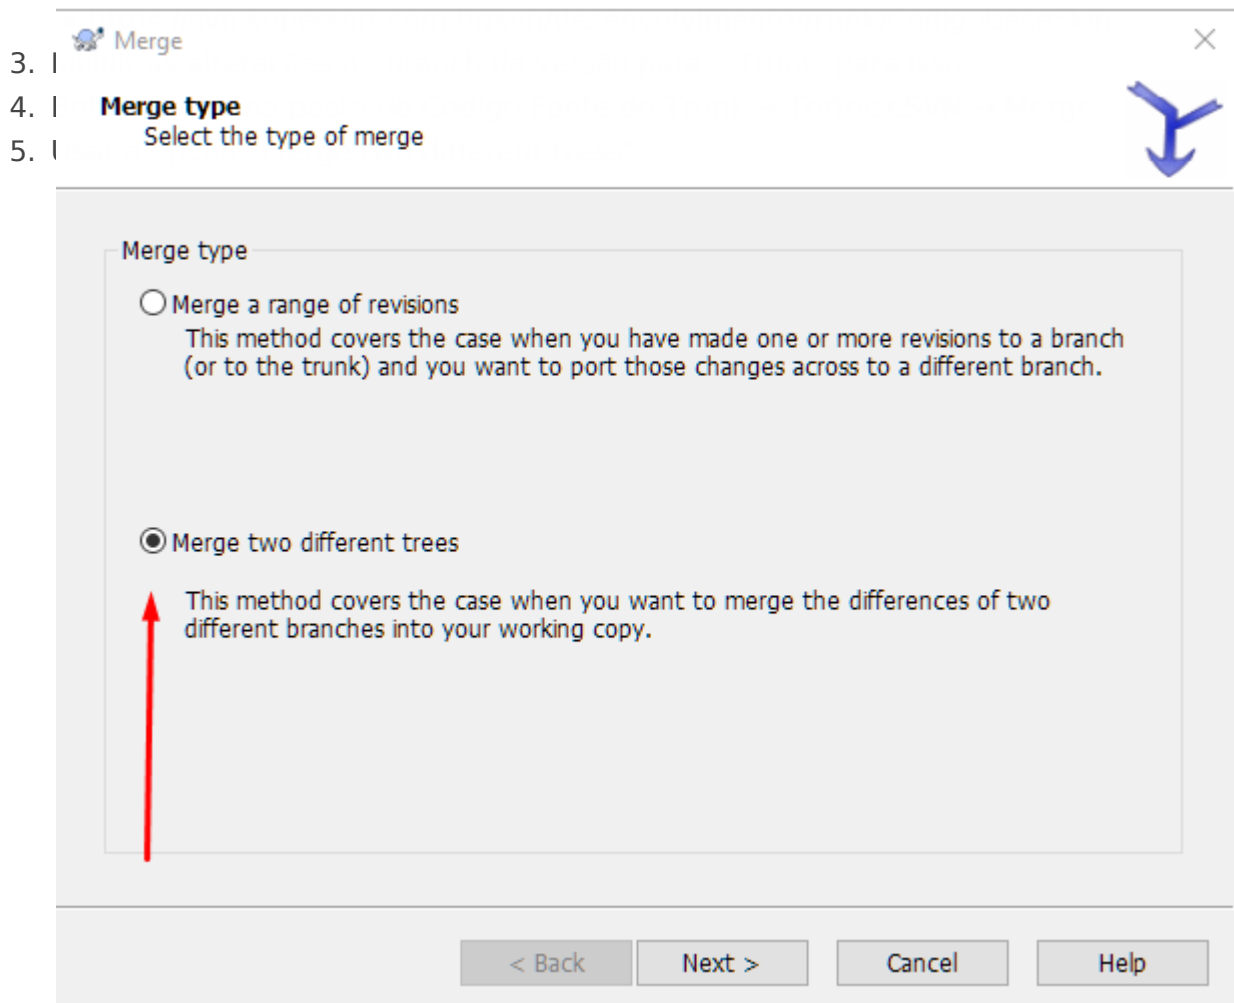 Merge
3.
4.
5.
Merge type
Select the type of merge
Merge type
Merge a range of revisions
This method covers the case when you have made one or more revisions to a branch
(or to the trunk) and you want to port those changes across to a different branch.
Merge two different trees
This method covers the case when you want to merge the differences of two
different branches into your working copy.
< Back
Next >
Cancel
Help